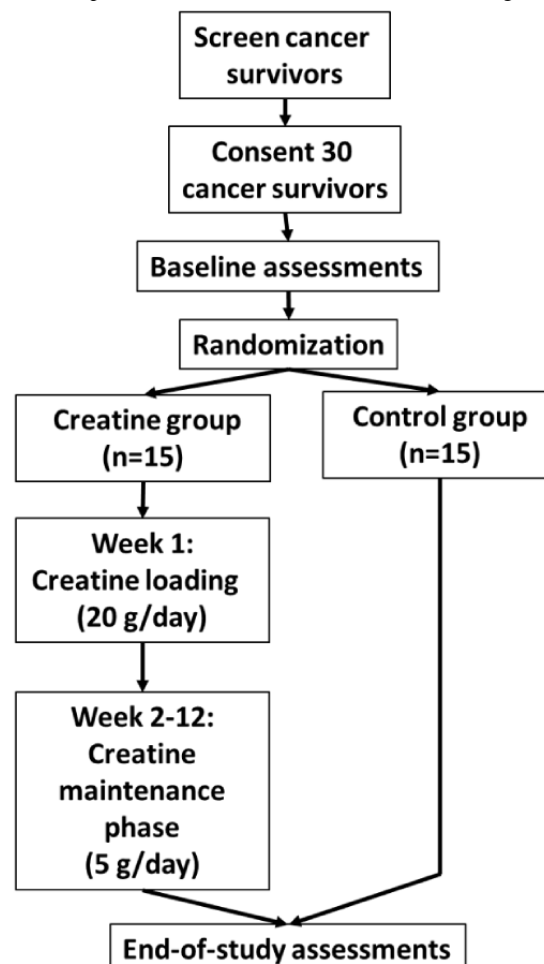 Screen cancer
survivors
Consent 30
cancer survivors
Baseline assessments
Randomization
Creatine group
(n=15)
Control group
(n=15)
Week 1:
Creatine loading
(20 g/day)
Week 2-12:
Creatine
maintenance
phase
(5 g/day)
End-of-study assessments